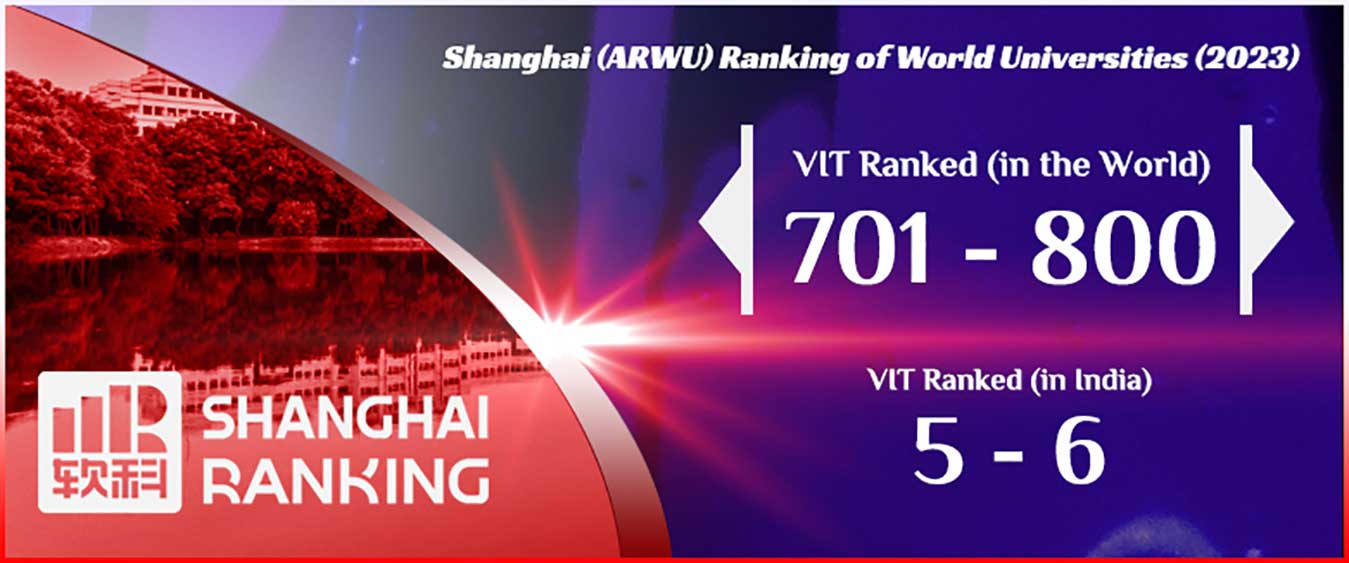 Shanghai (ARWU) Ranking of World Universities (2023)
VIT Ranked (in the World)
701 - 800
VIT Ranked (in India)
5 - 6
软科
SHANGHAI
RANKING